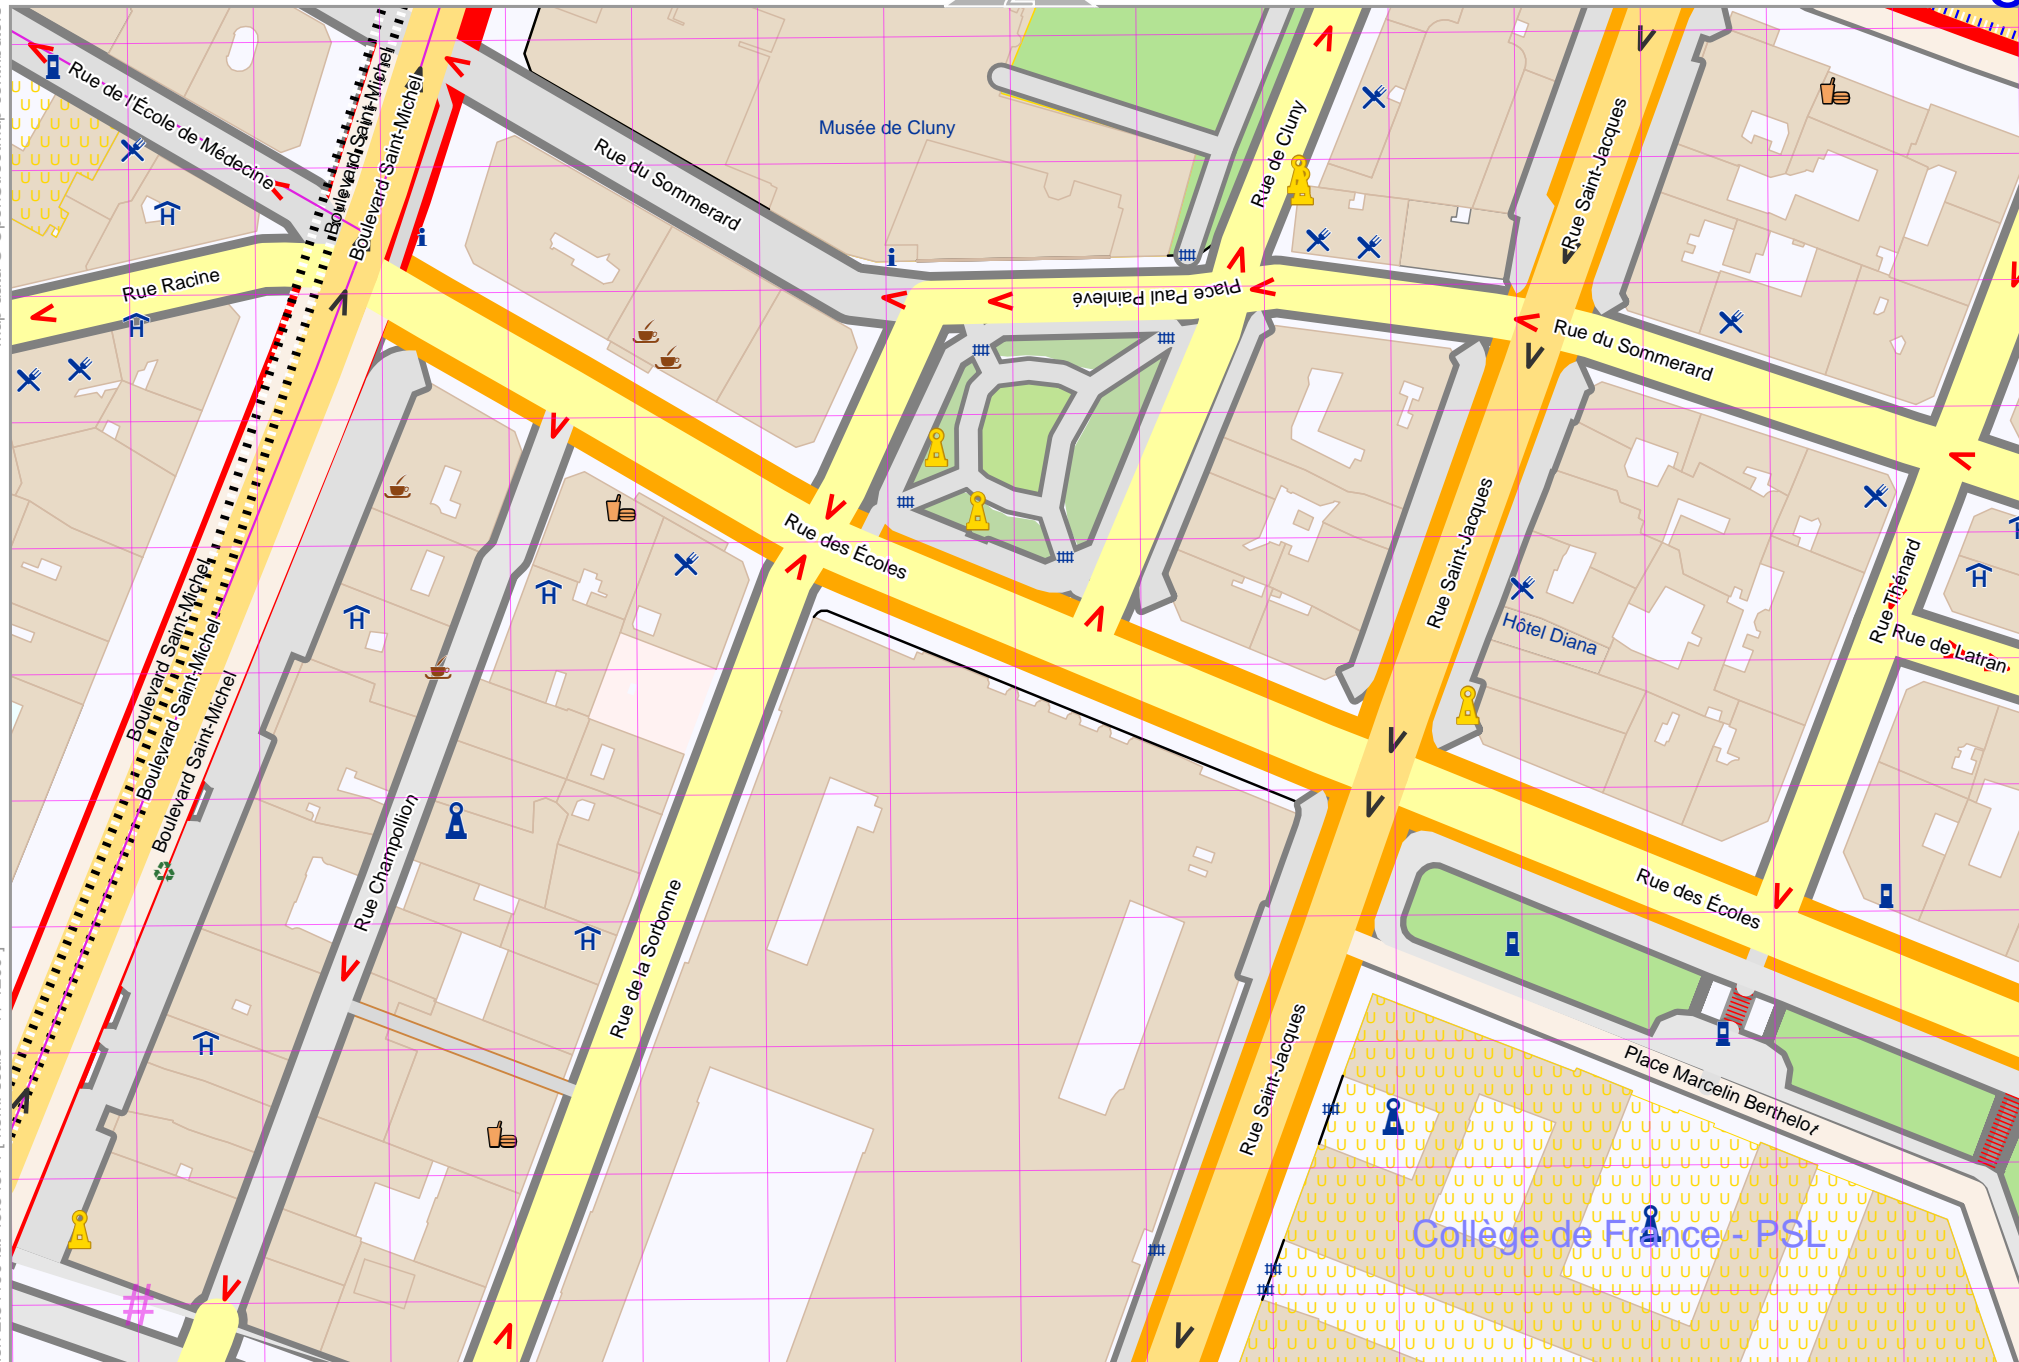 Rue de l'École de Médecine
Boulevard Saint-Michel
Boulevard Saint-Michel
Rue du Sommerard
Musée de Cluny
Rue de Cluny
Rue Saint-Jacques
Rue Racine
Place Paul Painlevé
Rue du Sommerard
Rue des Écoles
Rue Saint-Jacques
Hôtel Diana
Rue Thénard
Rue de Latran
Boulevard Saint-Michel
Boulevard Saint-Michel
Boulevard Saint-Michel
Rue Champollion
Rue de la Sorbonne
Rue des Écoles
Rue Saint-Jacques
Place Marcelin Berthelot
Collège de France - PSL